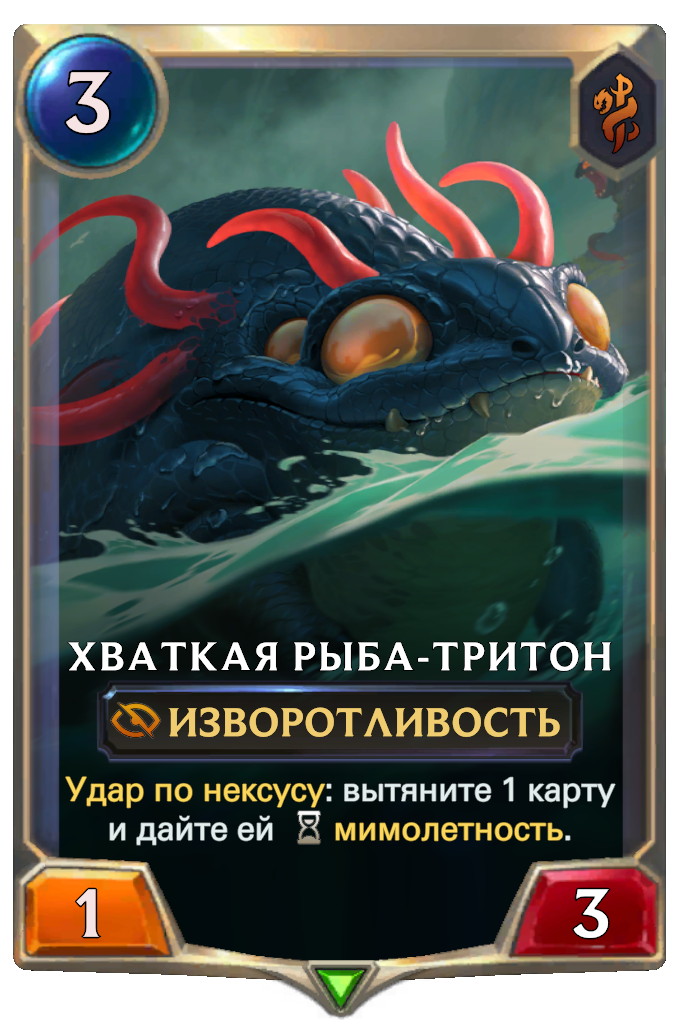 3
ХВАТКАЯ РЫБА-ТРИТОН
ИЗВОРОТЛИВОСТЬ
Удар по нексусу: вытяните 1 карту
и дайте ей мимолетность.
1
3